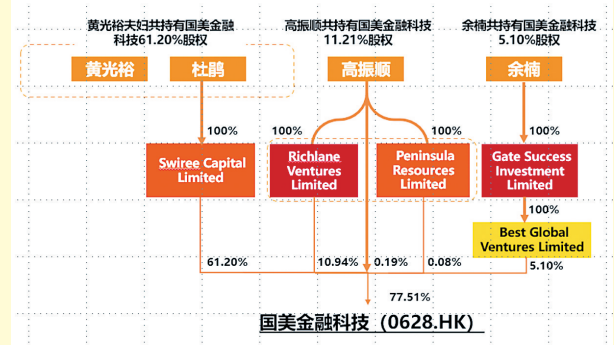 黄光裕夫妇共持有国美金融
科技61.20%股权
高振顺共持有国美金融科技
11.21%股权
余楠共持有国美金融科技
5.10%股权
黄光裕
杜鹃
高振顺
余楠
100%
100%
100%
100%
Swiree Capital
Limited
Richlane
Ventures
Limited
Peninsula
Resources
Limited
Gate Success
Investment
Limited
100%
Best Global
Ventures Limited
61.20%
10.94%
0.19%
0.08%
5.10%
77.51%
国美金融科技（0628.HK）